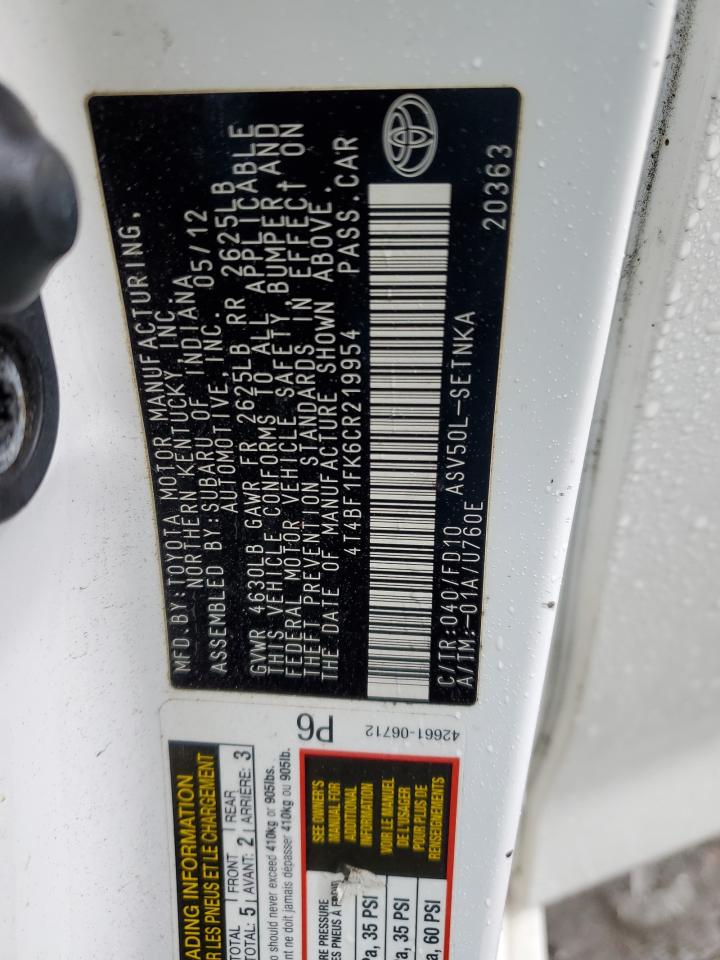 MFD.BY:TOYOTA MOTOR MANUFACTURING,
NORTHERN KENTUCKY, INC.
ASSEMBLED BY:SUBARU OF INDIANA
AUTOMOTIVE, INC. 05/12
GVWR 4630LB GAWR FR 2625LB RR 2625LB
THIS VEHICLE CONFORMS TO ALL APPLICABLE
FEDERAL MOTOR VEHICLE SAFETY, BUMPER AND
THEFT PREVENTION STANDARDS IN EFFECT ON
THE DATE OF MANUFACTURE SHOWN ABOVE.
4T4BF1FK6CR219954 PASS.CAR
C/TR:040/FD10 ASV50L-SETNKA
A/TM:-01A/U760E 20363
P6
42661-06712
ADING INFORMATION
R LES PNEUS ET LE CHARGEMENT
TOTAL FRONT REAR
TOTAL: 5 AVANT: 2 ARRIÈRE: 3
o should never exceed 410kg or 905lbs.
nt ne doit jamais dépasser 410kg ou 905lb.
RE PRESSURE
PNEUS À
SEE OWNER'S
MANUAL FOR
ADDITIONAL
INFORMATION
VOIR LE MANUEL
DE L'USAGER
POUR PLUS DE
RENSEIGNEMENTS
Pa, 35 PSI
a, 35 PSI
a, 60 PSI